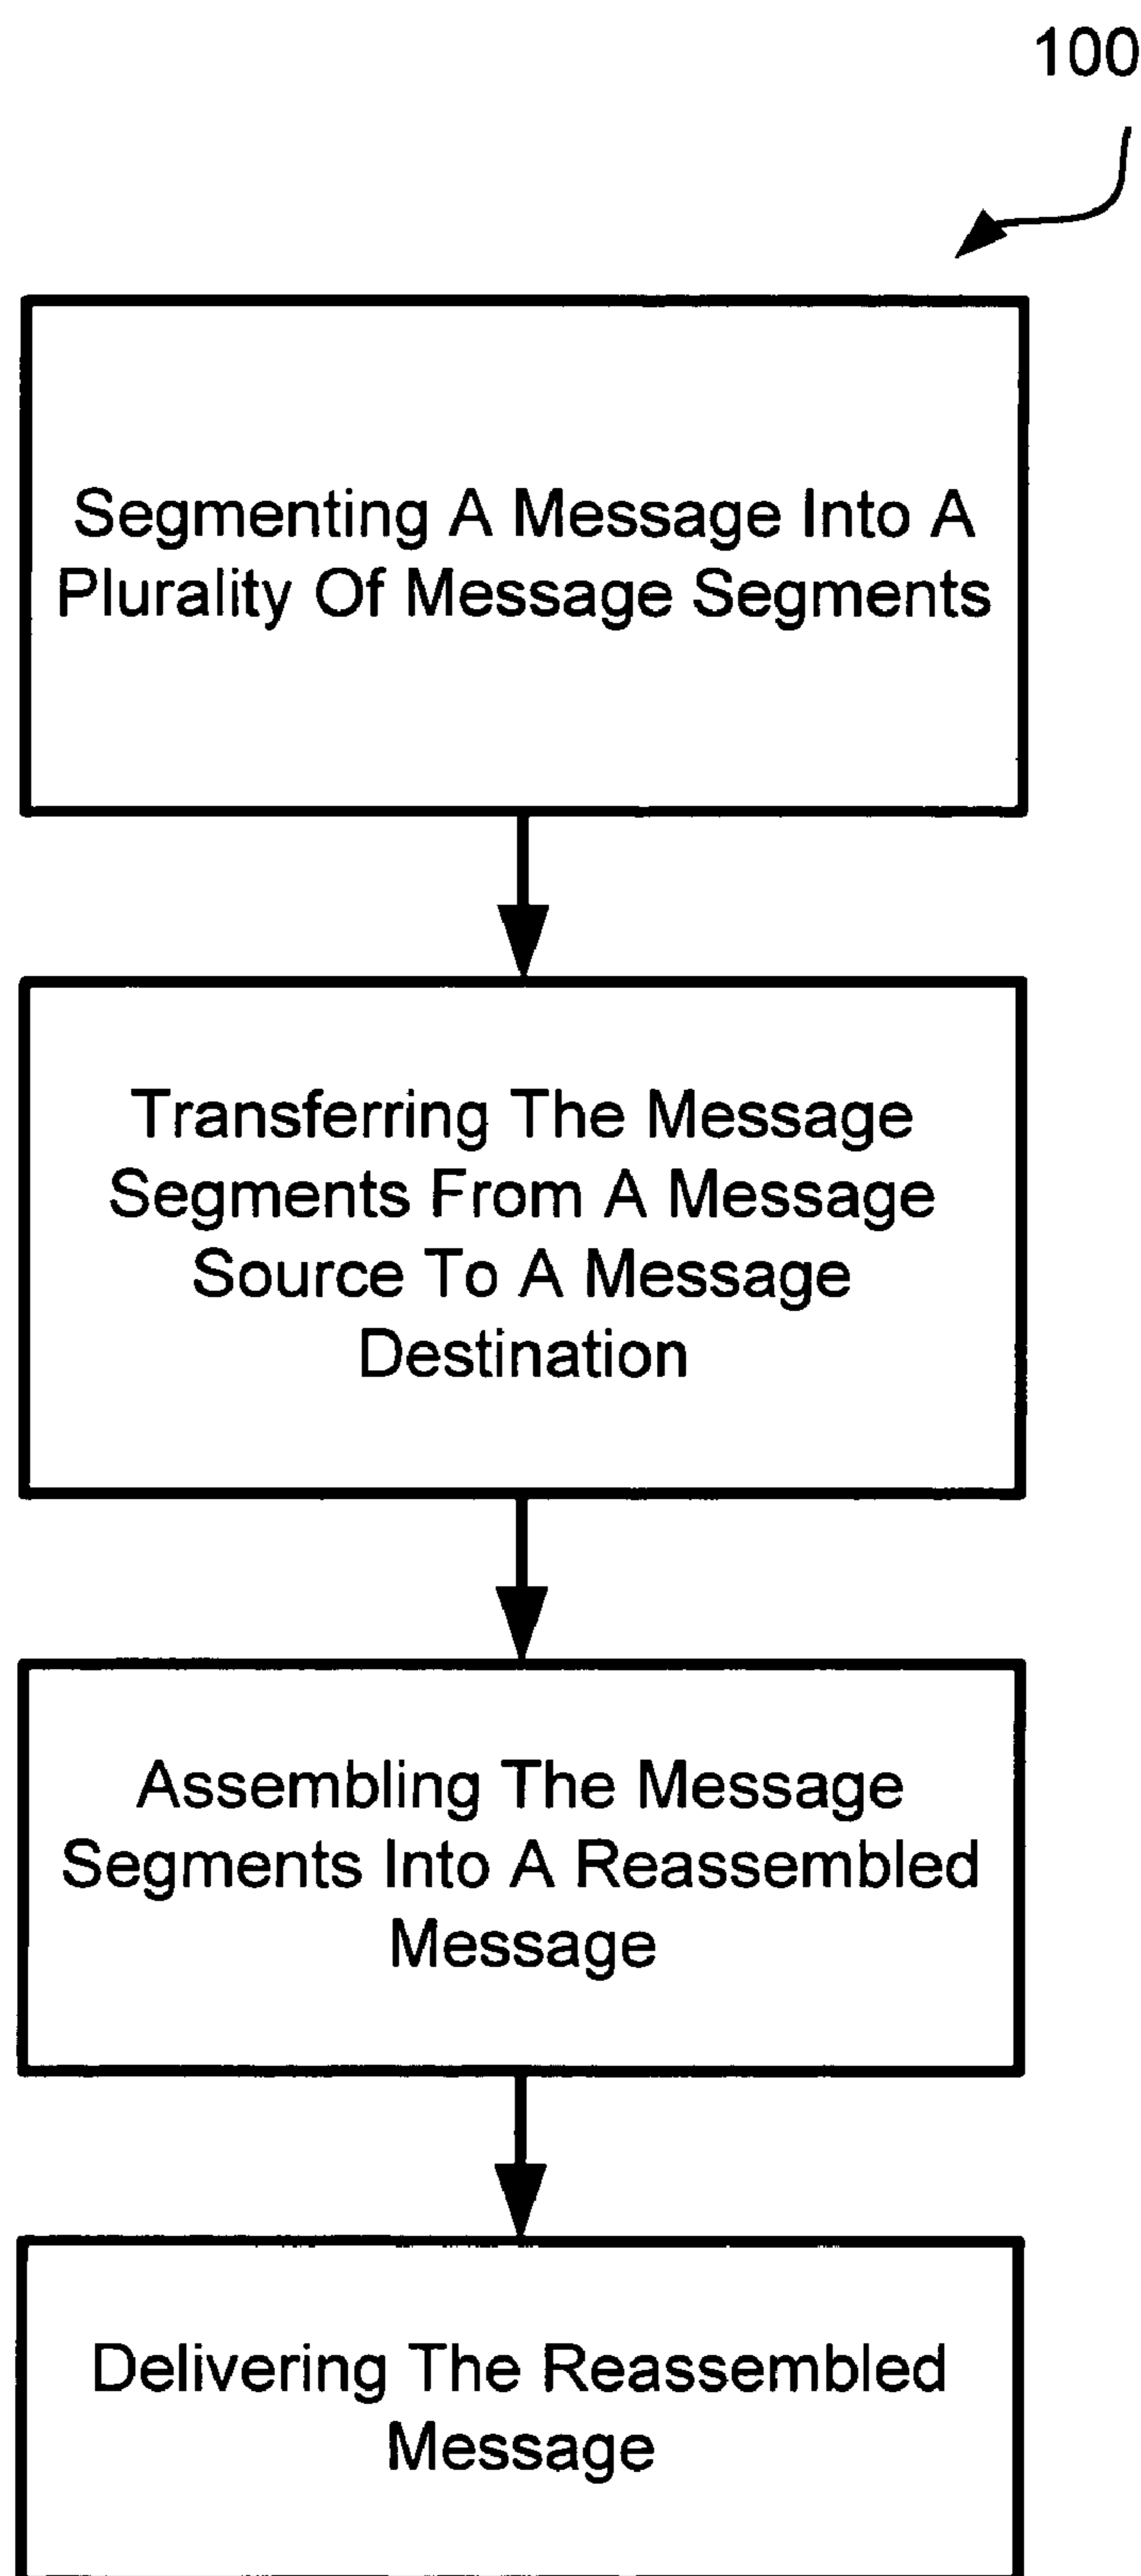 100
Segmenting A Message Into A
Plurality Of Message Segments
Transferring The Message
Segments From A Message
Source To A Message
Destination
Assembling The Message
Segments Into A Reassembled
Message
Delivering The Reassembled
Message